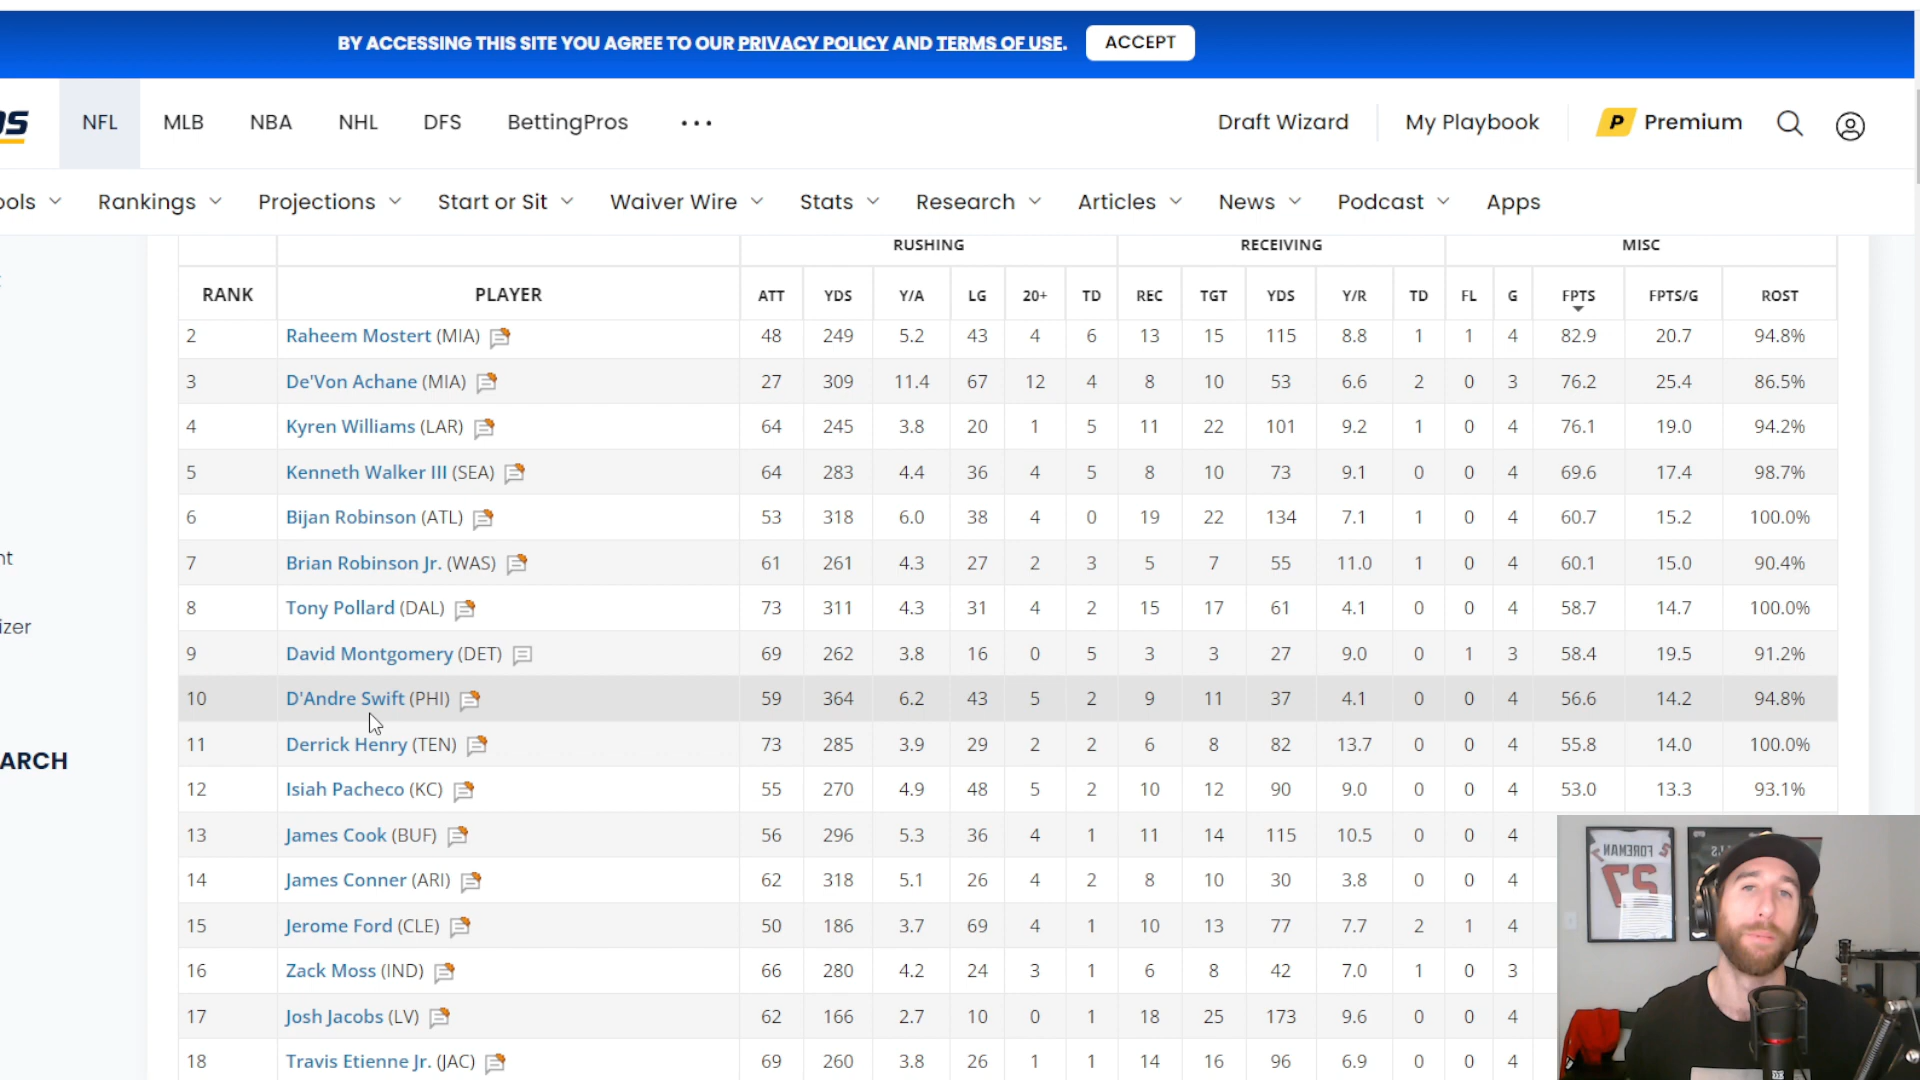 BY ACCESSING THIS SITE YOU AGREE TO OUR PRIVACY POLICY AND TERMS OF USE. ACCEPT
NFL MLB NBA NHL DFS BettingPros ••• Draft Wizard My Playbook P Premium
Rankings Projections Start or Sit Waiver Wire Stats Research Articles News Podcast Apps
RUSHING RECEIVING MISC
RANK PLAYER ATT YDS Y/A LG 20+ TD REC TGT YDS Y/R TD FL G FPTS FPTS/G ROST
2 Raheem Mostert (MIA) 48 249 5.2 43 4 6 13 15 115 8.8 1 1 4 82.9 20.7 94.8%
3 De'Von Achane (MIA) 27 309 11.4 67 12 4 8 10 53 6.6 2 0 3 76.2 25.4 86.5%
4 Kyren Williams (LAR) 64 245 3.8 20 1 5 11 22 101 9.2 1 0 4 76.1 19.0 94.2%
5 Kenneth Walker III (SEA) 64 283 4.4 36 4 5 8 10 73 9.1 0 0 4 69.6 17.4 98.7%
6 Bijan Robinson (ATL) 53 318 6.0 38 4 0 19 22 134 7.1 1 0 4 60.7 15.2 100.0%
7 Brian Robinson Jr. (WAS) 61 261 4.3 27 2 3 5 7 55 11.0 1 0 4 60.1 15.0 90.4%
8 Tony Pollard (DAL) 73 311 4.3 31 4 2 15 17 61 4.1 0 0 4 58.7 14.7 100.0%
9 David Montgomery (DET) 69 262 3.8 16 0 5 3 3 27 9.0 0 1 3 58.4 19.5 91.2%
10 D'Andre Swift (PHI) 59 364 6.2 43 5 2 9 11 37 4.1 0 0 4 56.6 14.2 94.8%
11 Derrick Henry (TEN) 73 285 3.9 29 2 2 6 8 82 13.7 0 0 4 55.8 14.0 100.0%
12 Isiah Pacheco (KC) 55 270 4.9 48 5 2 10 12 90 9.0 0 0 4 53.0 13.3 93.1%
13 James Cook (BUF) 56 296 5.3 36 4 1 11 14 115 10.5 0 0 4
14 James Conner (ARI) 62 318 5.1 26 4 2 8 10 30 3.8 0 0 4
15 Jerome Ford (CLE) 50 186 3.7 69 4 1 10 13 77 7.7 2 1 4
16 Zack Moss (IND) 66 280 4.2 24 3 1 6 8 42 7.0 1 0 3
17 Josh Jacobs (LV) 62 166 2.7 10 0 1 18 25 173 9.6 0 0 4
18 Travis Etienne Jr. (JAC) 69 260 3.8 26 1 1 14 16 96 6.9 0 0 4
FOREMAN
27